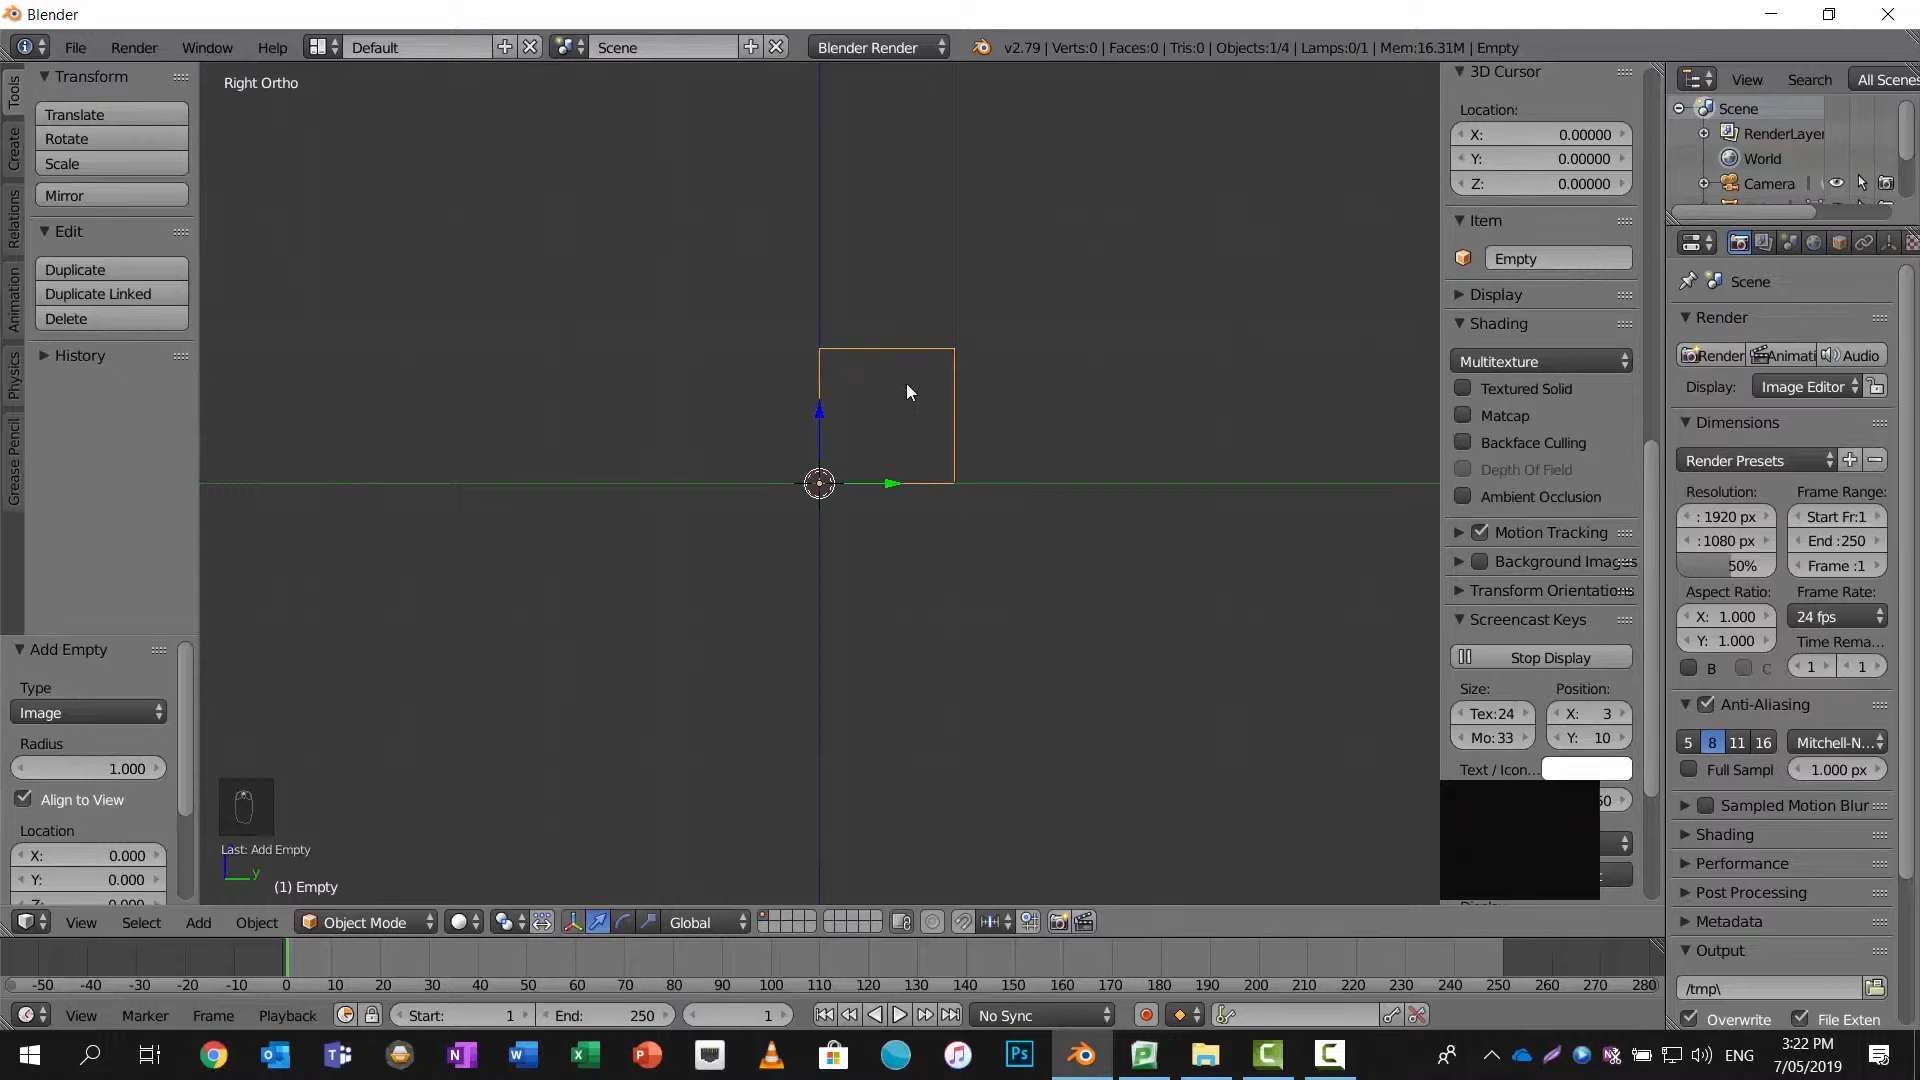 Blender
File Render Window Help Default Scene Blender Render v2.79 | Verts:0 | Faces:0 | Tris:0 | Objects:1/4 | Lamps:0/1 | Mem:16.31M | Empty
Tools
Create
Relations
Animation
Physics
Grease Pencil
Transform
Translate
Rotate
Scale
Mirror
Edit
Duplicate
Duplicate Linked
Delete
History
Add Empty
Type
Image
Radius
1.000
Align to View
Location
X: 0.000
Y: 0.000
Z: 0.000
Right Ortho
Last: Add Empty
y
(1) Empty
3D Cursor
Location:
X: 0.00000
Y: 0.00000
Z: 0.00000
Item
Empty
Display
Shading
Multitexture
Textured Solid
Matcap
Backface Culling
Depth Of Field
Ambient Occlusion
Motion Tracking
Background Images
Transform Orientations
Screencast Keys
Stop Display
Size: Position:
Tex:24 X: 3
Mo:33 Y: 10
Text / Icon...
View Search All Scenes
Scene
RenderLayer
World
Camera
Scene
Render
Render Animati Audio
Display: Image Editor
Dimensions
Render Presets
Resolution: Frame Range:
: 1920 px Start Fr:1
:1080 px End :250
50% Frame :1
Aspect Ratio: Frame Rate:
X: 1.000 24 fps
Y: 1.000 Time Rema...
B C 1 1
Anti-Aliasing
5 8 11 16 Mitchell-N...
Full Sampl 1.000 px
Sampled Motion Blur
Shading
Performance
Post Processing
Metadata
Output
/tmp\
Overwrite File Exten
View Select Add Object Object Mode Global
-50 -40 -30 -20 -10 0 10 20 30 40 50 60 70 80 90 100 110 120 130 140 150 160 170 180 190 200 210 220 230 240 250 260 270 280
View Marker Frame Playback Start: 1 End: 250 1 No Sync
ENG
3:22 PM
7/05/2019